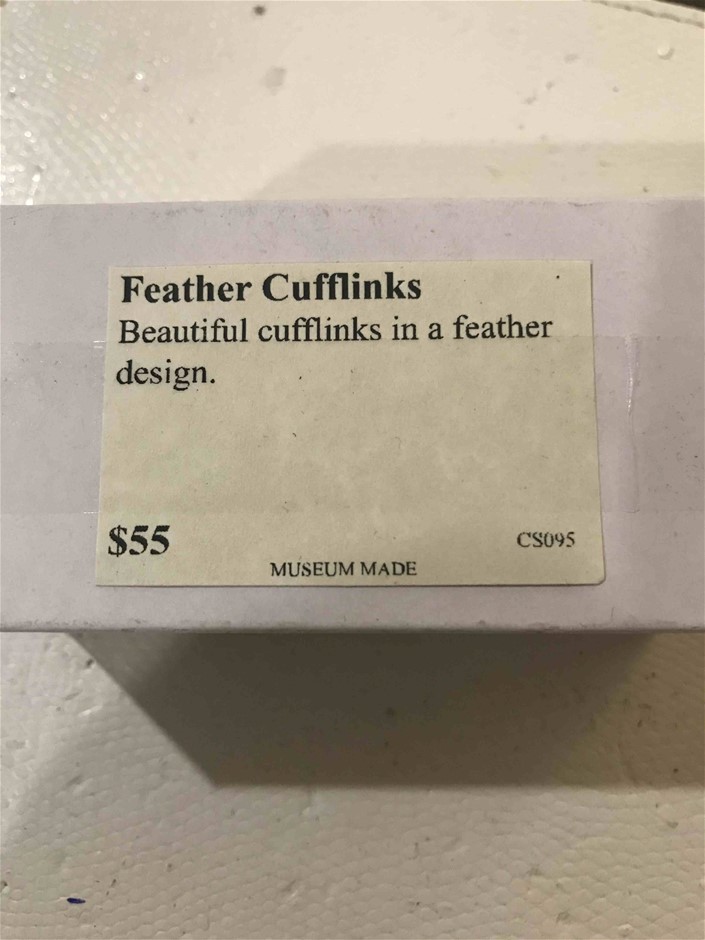 Feather Cufflinks
Beautiful cufflinks in a feather
design.
$55
CS095
MUSEUM MADE